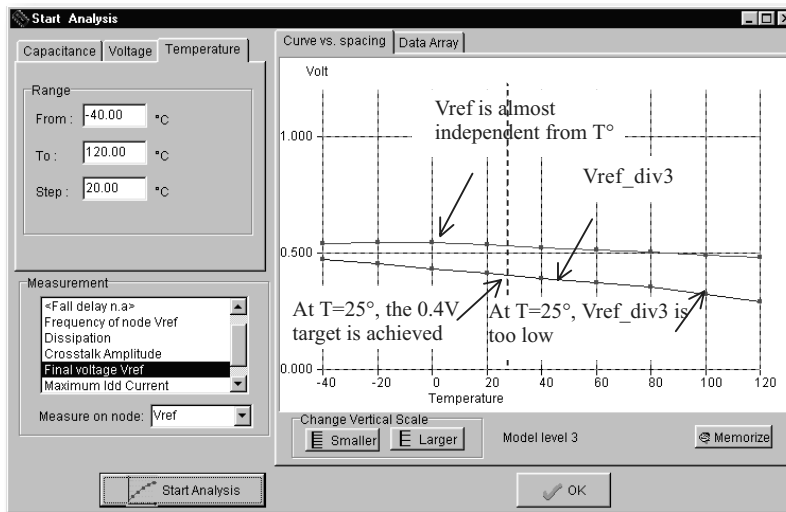 Start Analysis
Capacitance
Voltage
Temperature
Range
From : -40.00 °C
To : 120.00 °C
Step : 20.00 °C
Measurement
<Fall delay n.a>
Frequency of node Vref
Dissipation
Crosstalk Amplitude
Final voltage Vref
Maximum Idd Current
Measure on node: Vref
Start Analysis
Curve vs. spacing
Data Array
Volt
1.000
0.500
0.000
Vref is almost
independent from T°
Vref_div3
At T=25°, the 0.4V
target is achieved
At T=25°, Vref_div3 is
too low
-40 -20 0 20 40 60 80 100 120
Temperature
Change Vertical Scale
Smaller
Larger
Model level 3
Memorize
OK